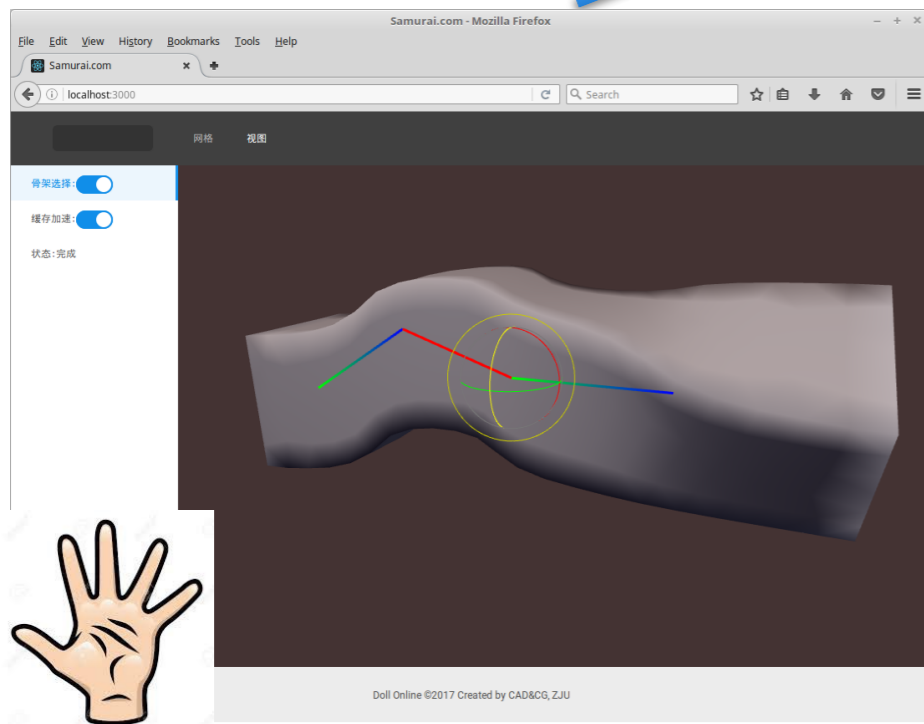 Samurai.com - Mozilla Firefox
File Edit View History Bookmarks Tools Help
Samurai.com
localhost:3000
Search
网格 视图
骨架选择:
缓存加速:
状态:完成
Doll Online ©2017 Created by CAD&CG, ZJU